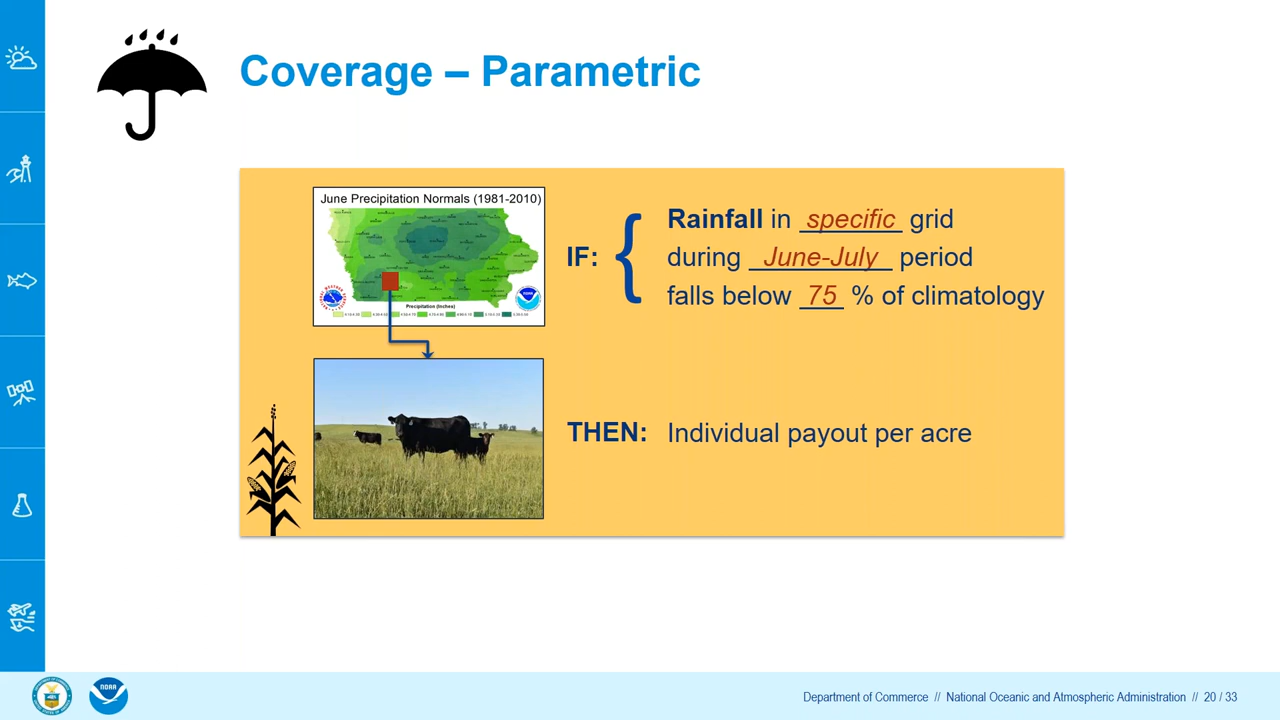 Coverage – Parametric
June Precipitation Normals (1981-2010)
Precipitation (Inches)
IF:
Rainfall in specific grid
during June-July period
falls below 75 % of climatology
THEN: Individual payout per acre
NOAA
Department of Commerce // National Oceanic and Atmospheric Administration // 20 / 33